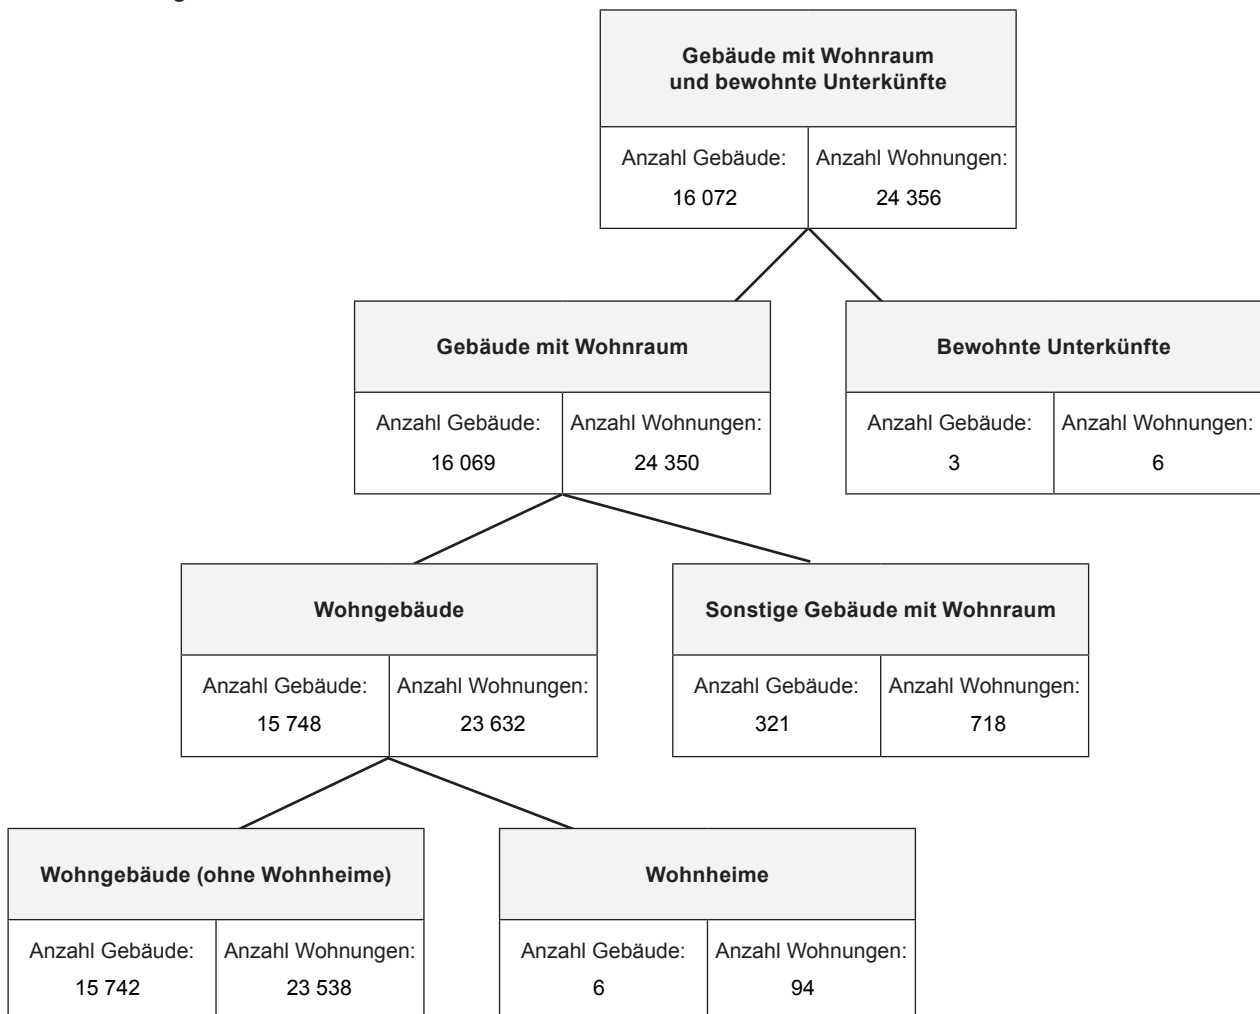 Gebäude mit Wohnraum
und bewohnte Unterkünfte
Anzahl Gebäude: Anzahl Wohnungen:
16 072 24 356
Gebäude mit Wohnraum
Anzahl Gebäude: Anzahl Wohnungen:
16 069 24 350
Bewohnte Unterkünfte
Anzahl Gebäude: Anzahl Wohnungen:
3 6
Wohngebäude
Anzahl Gebäude: Anzahl Wohnungen:
15 748 23 632
Sonstige Gebäude mit Wohnraum
Anzahl Gebäude: Anzahl Wohnungen:
321 718
Wohngebäude (ohne Wohnheime)
Anzahl Gebäude: Anzahl Wohnungen:
15 742 23 538
Wohnheime
Anzahl Gebäude: Anzahl Wohnungen:
6 94